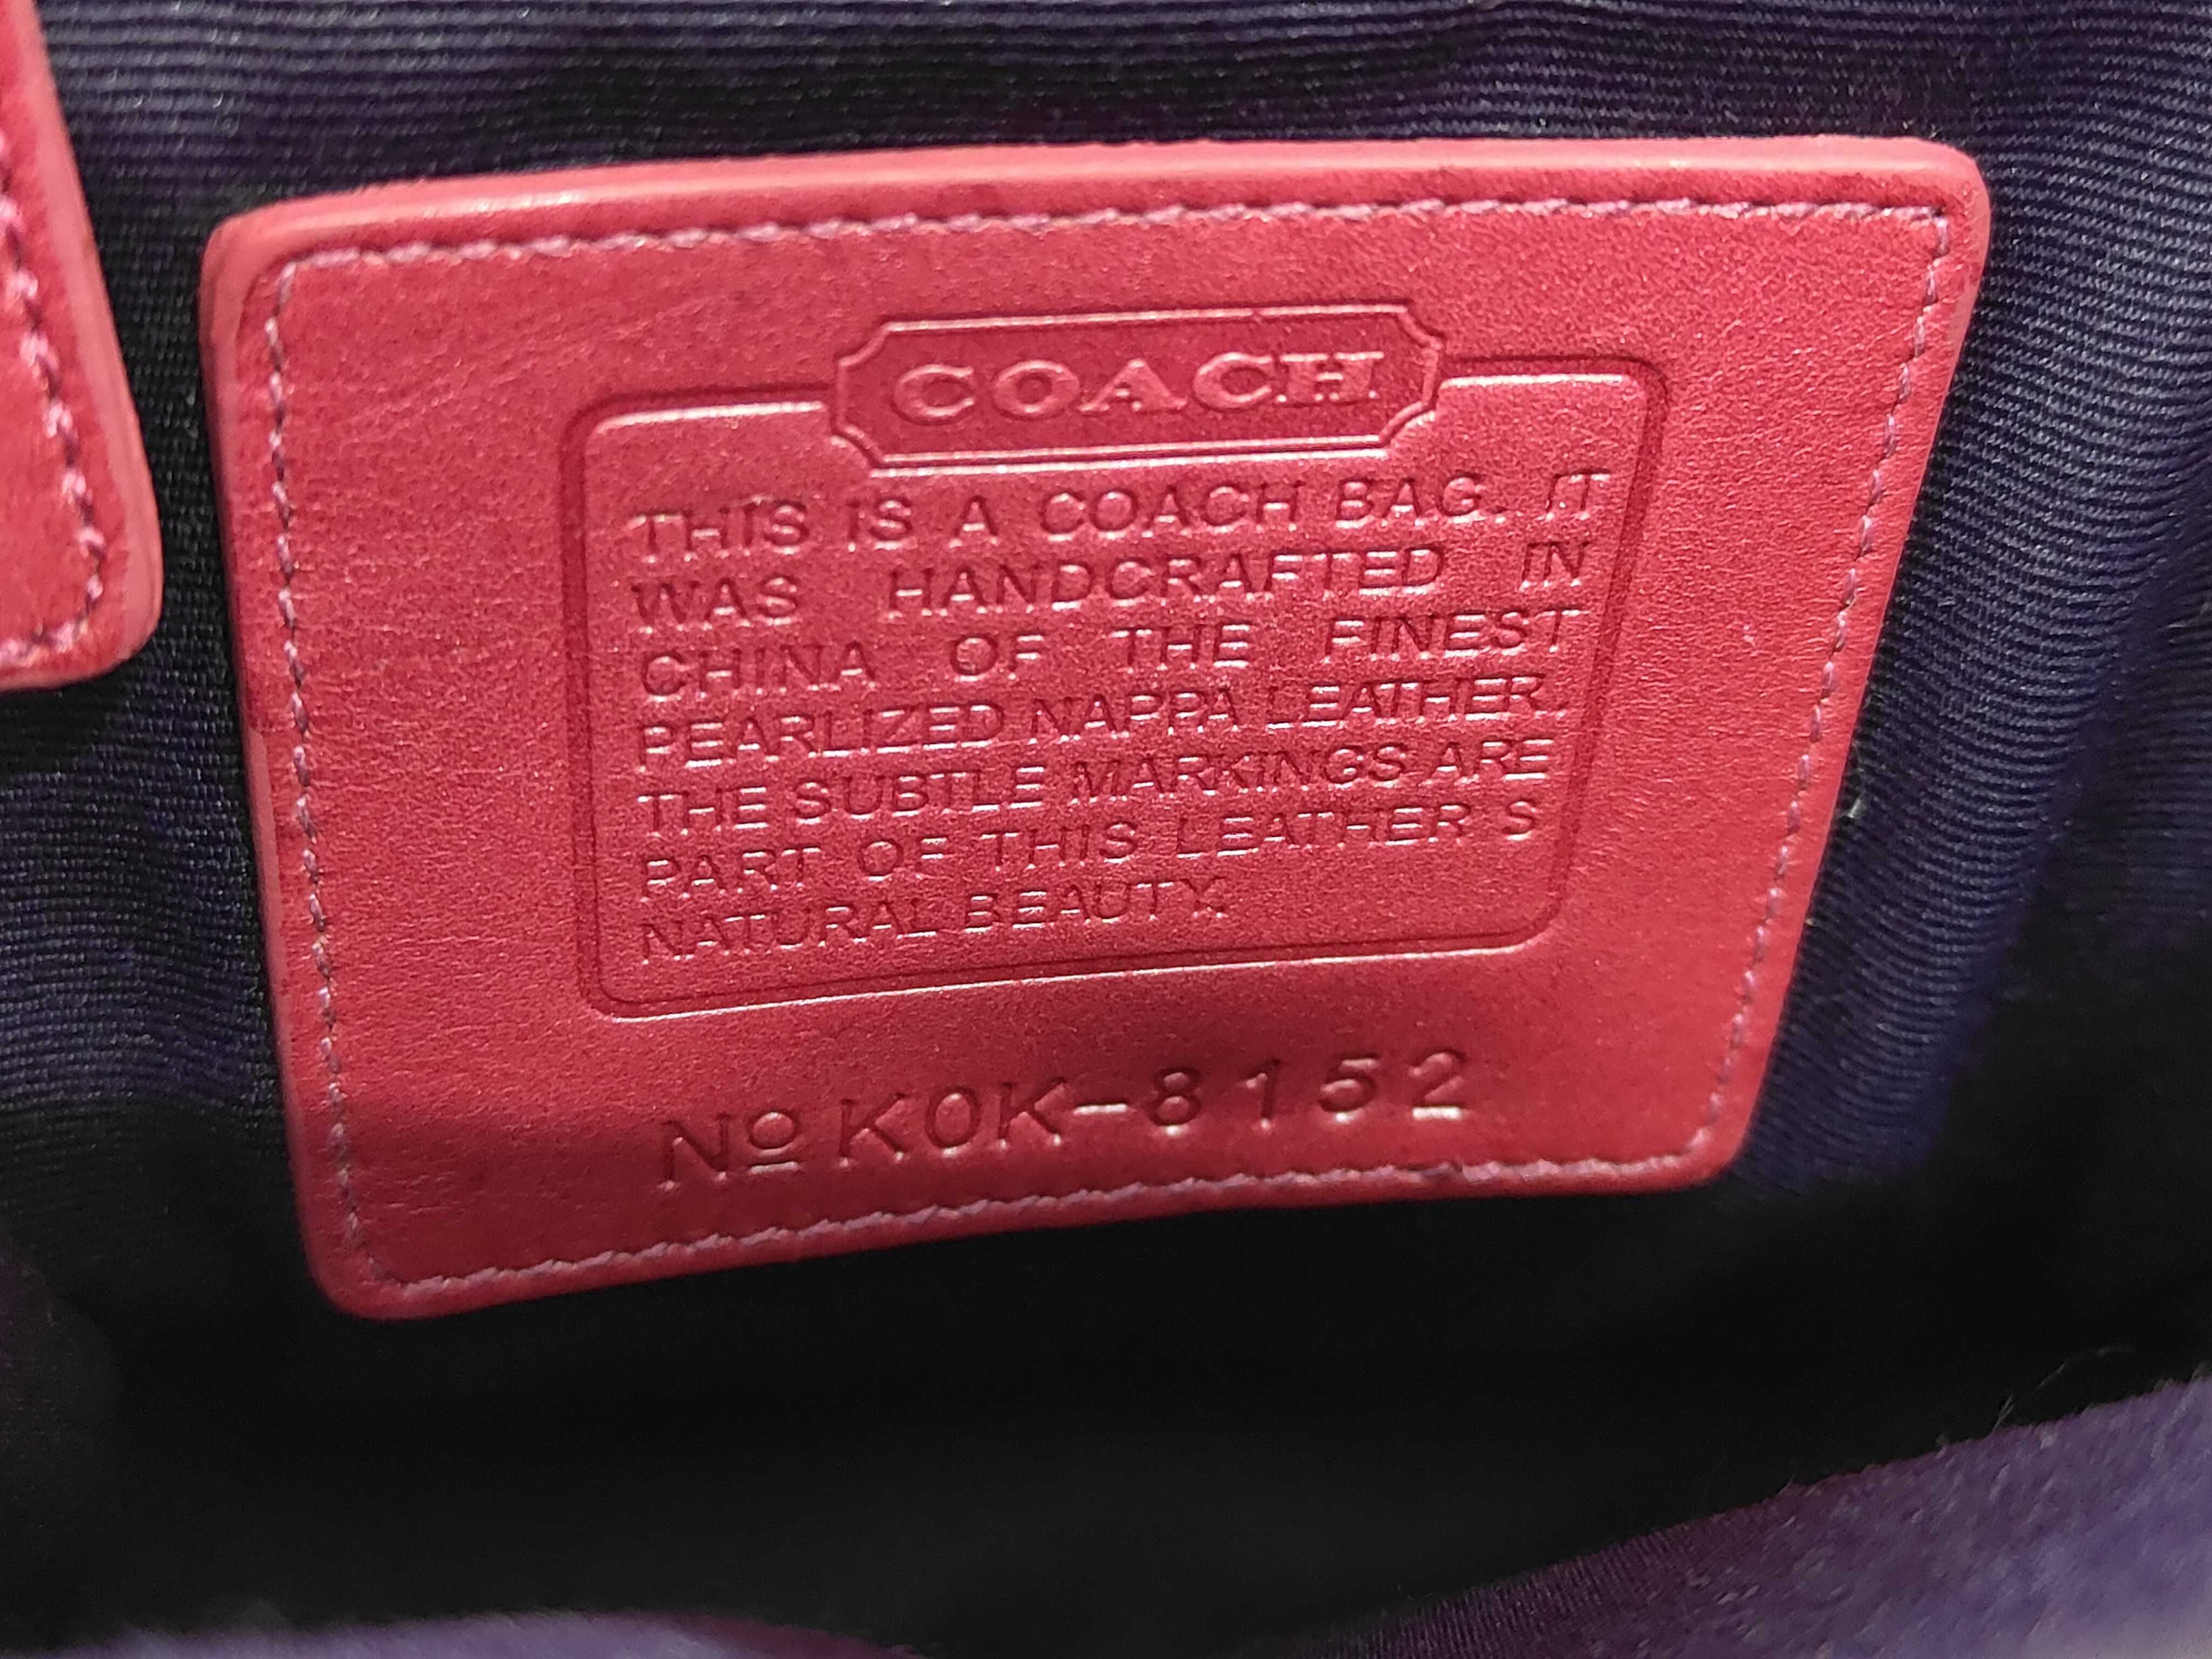 COACH
THIS IS A COACH BAG. IT
WAS HANDCRAFTED IN
CHINA OF THE FINEST
PEARLIZED NAPPA LEATHER.
THE SUBTLE MARKINGS ARE
PART OF THIS LEATHER S
NATURAL BEAUTY.
Nº K0K-8152